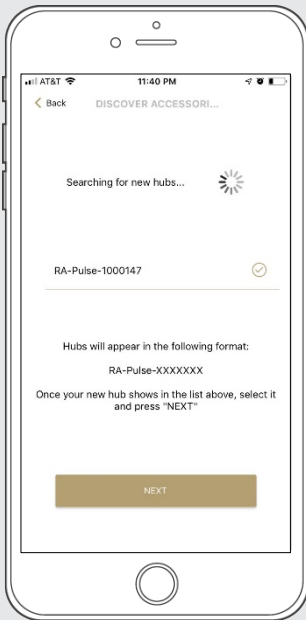 AT&T 11:40 PM
Back DISCOVER ACCESSORI...
Searching for new hubs...
RA-Pulse-1000147
Hubs will appear in the following format:
RA-Pulse-XXXXXXX
Once your new hub shows in the list above, select it
and press "NEXT"
NEXT